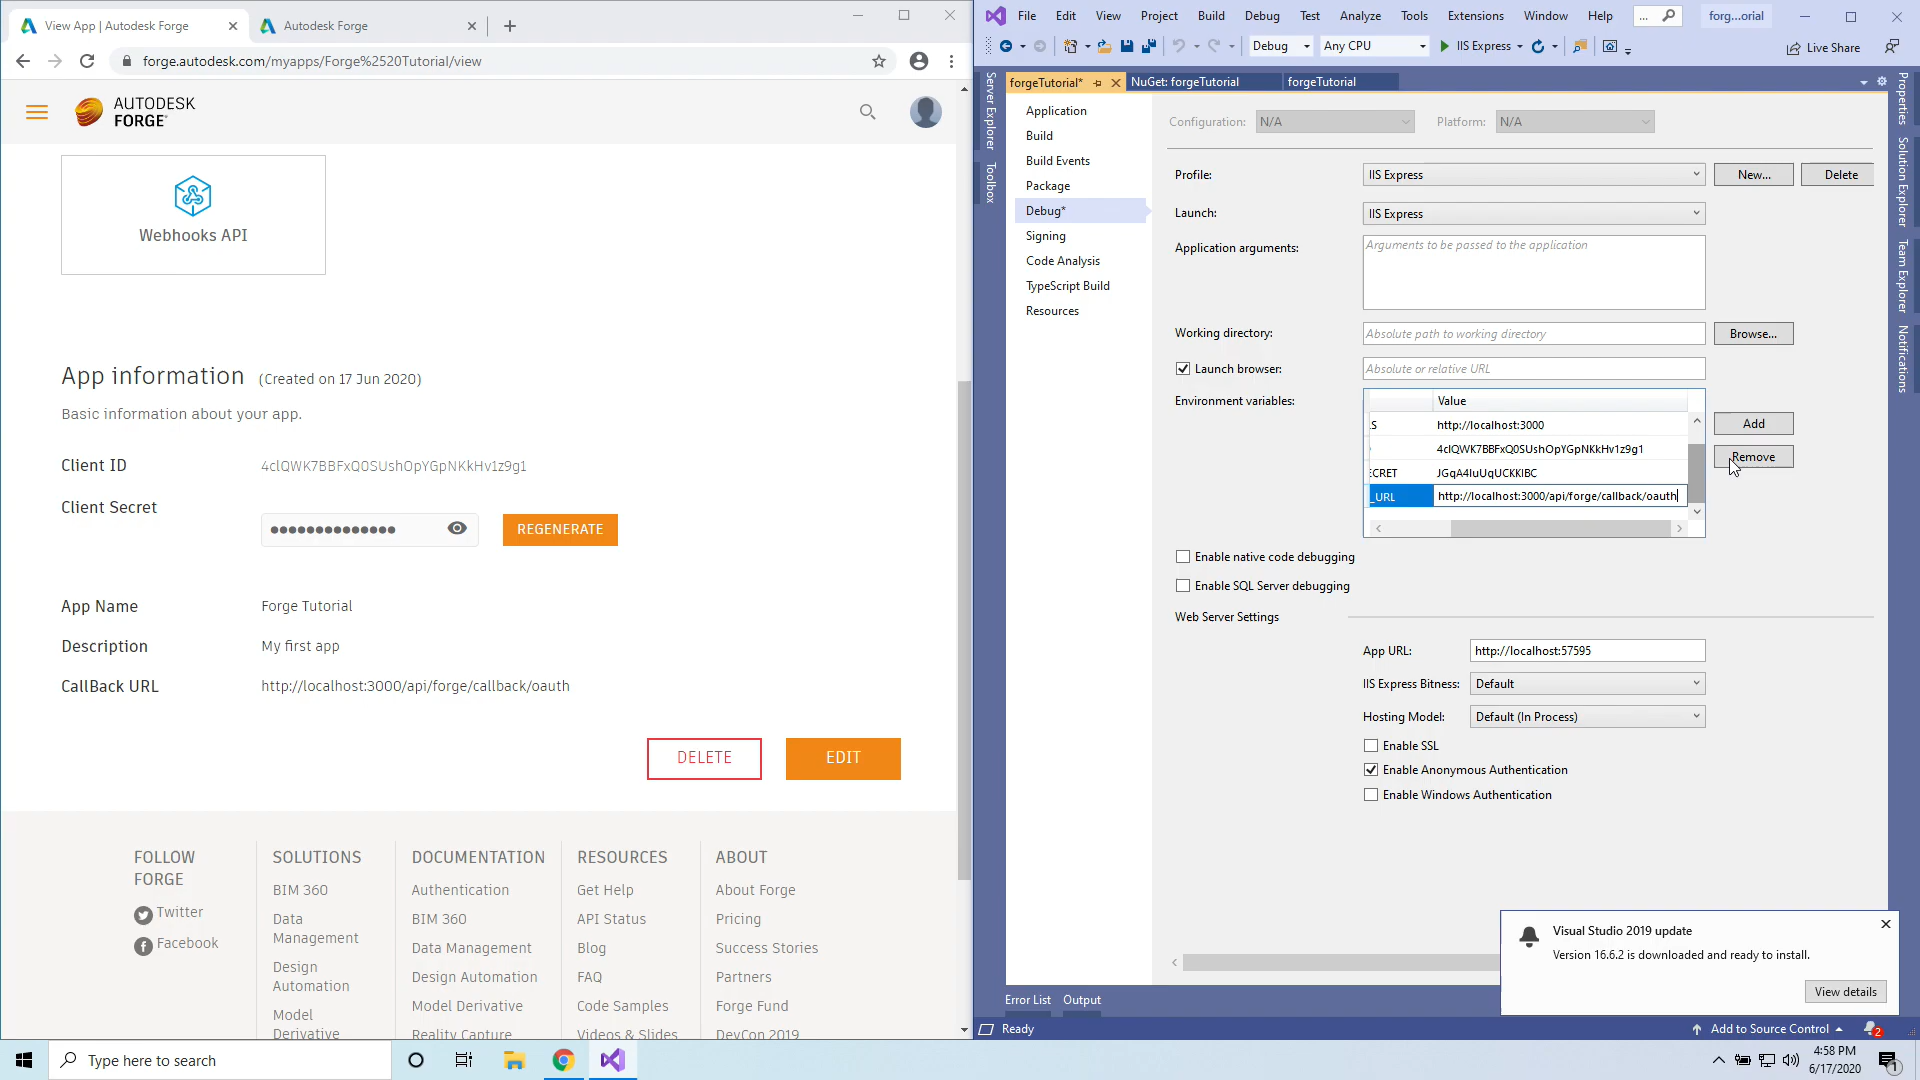 View App | Autodesk Forge
Autodesk Forge
forge.autodesk.com/myapps/Forge%2520Tutorial/view
AUTODESK
FORGE
Webhooks API
App information (Created on 17 Jun 2020)
Basic information about your app.
Client ID
4clQWK7BBFxQ0SUshOpYGpNKkHv1z9g1
Client Secret
REGENERATE
App Name
Forge Tutorial
Description
My first app
CallBack URL
http://localhost:3000/api/forge/callback/oauth
DELETE
EDIT
FOLLOW
FORGE
Twitter
Facebook
SOLUTIONS
BIM 360
Data
Management
Design
Automation
Model
Derivative
DOCUMENTATION
Authentication
BIM 360
Data Management
Design Automation
Model Derivative
Reality Capture
RESOURCES
Get Help
API Status
Blog
FAQ
Code Samples
Videos & Slides
ABOUT
About Forge
Pricing
Success Stories
Partners
Forge Fund
DevCon 2019
File Edit View Project Build Debug Test Analyze Tools Extensions Window Help ... forg...orial
Debug Any CPU IIS Express Live Share
forgeTutorial* NuGet: forgeTutorial forgeTutorial
Server Explorer
Toolbox
Application
Build
Build Events
Package
Debug*
Signing
Code Analysis
TypeScript Build
Resources
Configuration: N/A Platform: N/A
Profile: IIS Express New... Delete
Launch: IIS Express
Application arguments: Arguments to be passed to the application
Working directory: Absolute path to working directory Browse...
Launch browser: Absolute or relative URL
Environment variables:
Value
.S http://localhost:3000
4clQWK7BBFxQ0SUshOpYGpNKkHv1z9g1
ECRET JGqA4IuUqUCKKIBC
_URL http://localhost:3000/api/forge/callback/oauth
Add
Remove
Enable native code debugging
Enable SQL Server debugging
Web Server Settings
App URL: http://localhost:57595
IIS Express Bitness: Default
Hosting Model: Default (In Process)
Enable SSL
Enable Anonymous Authentication
Enable Windows Authentication
Properties
Solution Explorer
Team Explorer
Notifications
Visual Studio 2019 update
Version 16.6.2 is downloaded and ready to install.
View details
Error List Output
Ready
Add to Source Control
2
Type here to search
4:58 PM
6/17/2020
1